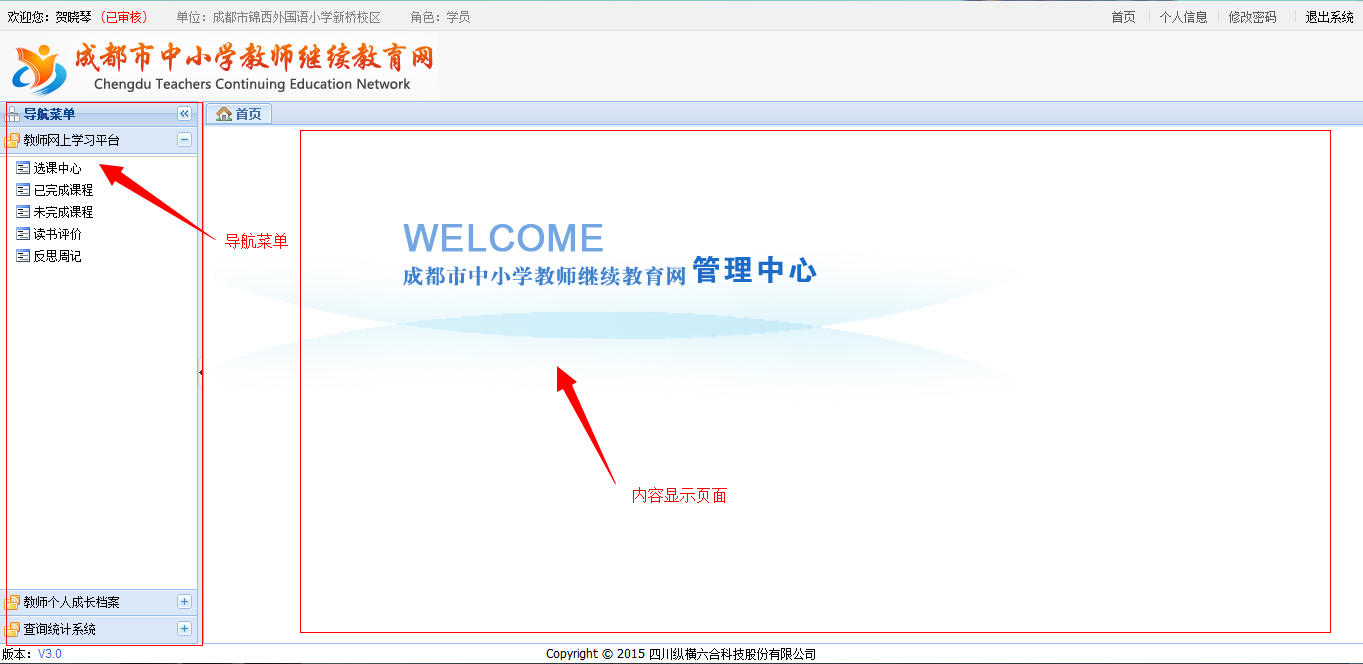 欢迎您：贺晓琴（已审核） 单位：成都市锦西外国语小学新桥校区 角色：学员 首页 个人信息 修改密码 退出系统
成都市中小学教师继续教育网
Chengdu Teachers Continuing Education Network
导航菜单 首页
教师网上学习平台
选课中心
已完成课程
未完成课程
读书评价
反思周记
导航菜单
WELCOME
成都市中小学教师继续教育网 管理中心
内容显示页面
教师个人成长档案
查询统计系统
版本：V3.0 Copyright © 2015 四川纵横六合科技股份有限公司